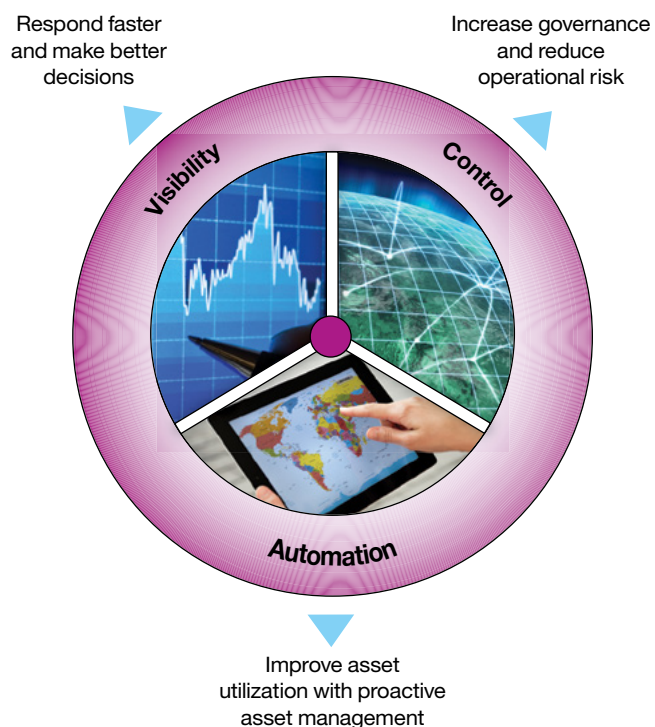 Respond faster
and make better
decisions
Increase governance
and reduce
operational risk
Visibility
Control
Automation
Improve asset
utilization with proactive
asset management